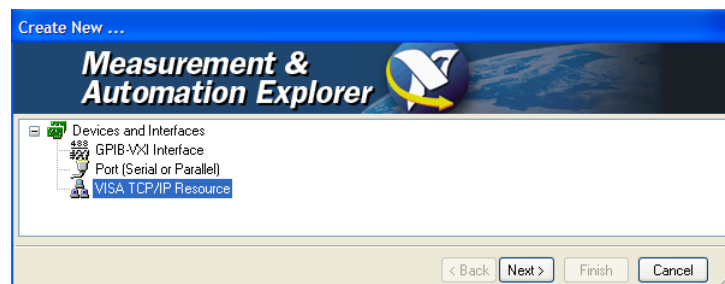 Create New ...
Measurement &
Automation Explorer
Devices and Interfaces
GPIB-VXI Interface
Port (Serial or Parallel)
VISA TCP/IP Resource
< Back
Next >
Finish
Cancel